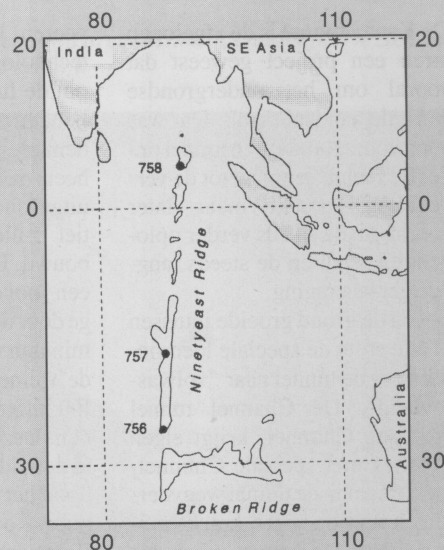 80 110
20 20
India SE Asia
758
0 0
Ninetyeast Ridge
757
Australia
756
30 30
Broken Ridge
80 110